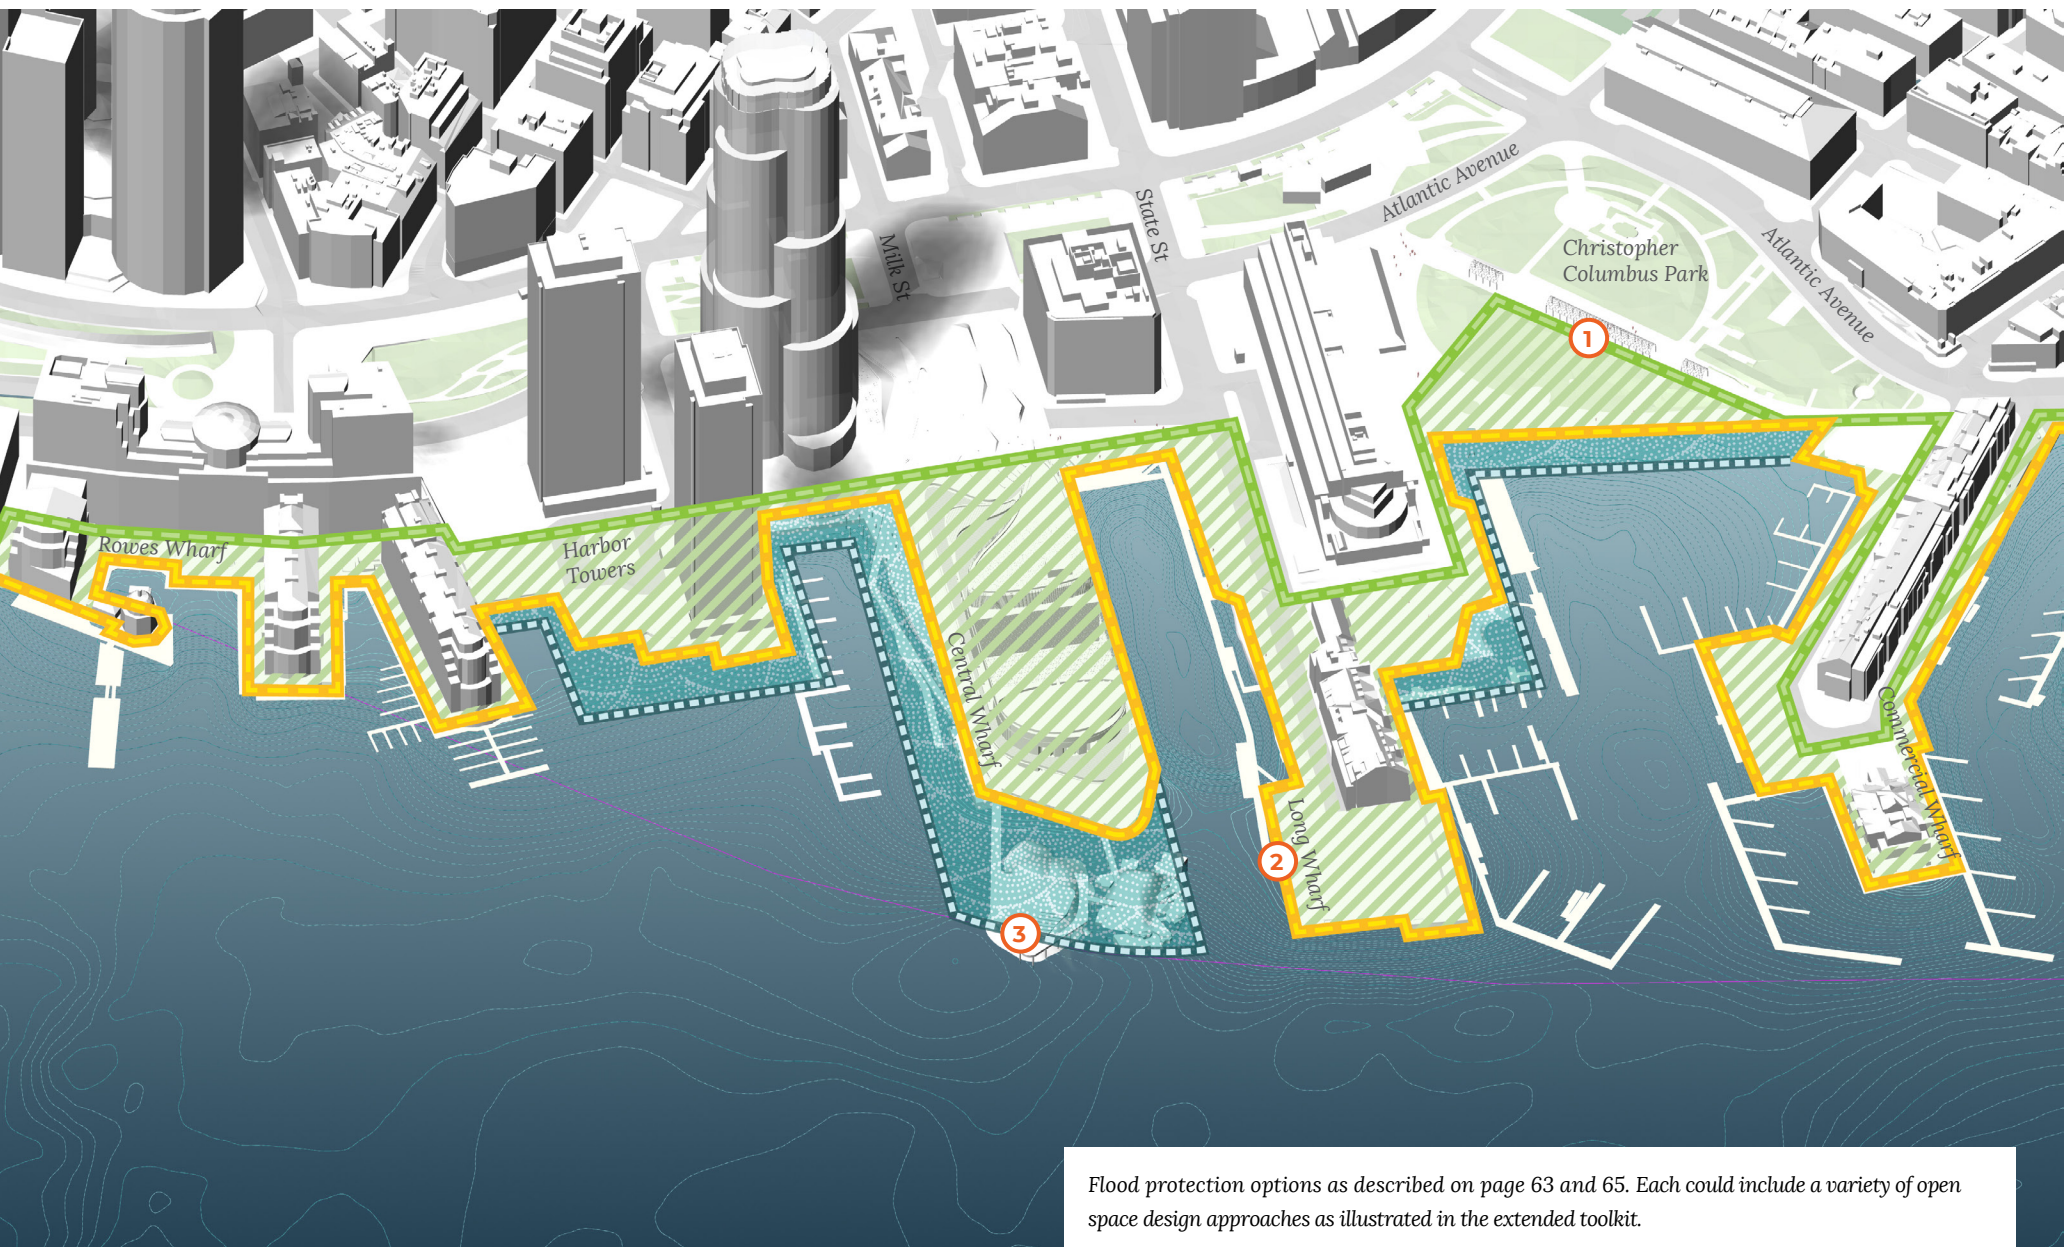 Atlantic Avenue
State St
Milk St
Christopher
Columbus Park
Atlantic Avenue
1
Rowes Wharf
Harbor
Towers
Central Wharf
Long Wharf
Commercial Wharf
2
3
Flood protection options as described on page 63 and 65. Each could include a variety of open
space design approaches as illustrated in the extended toolkit.